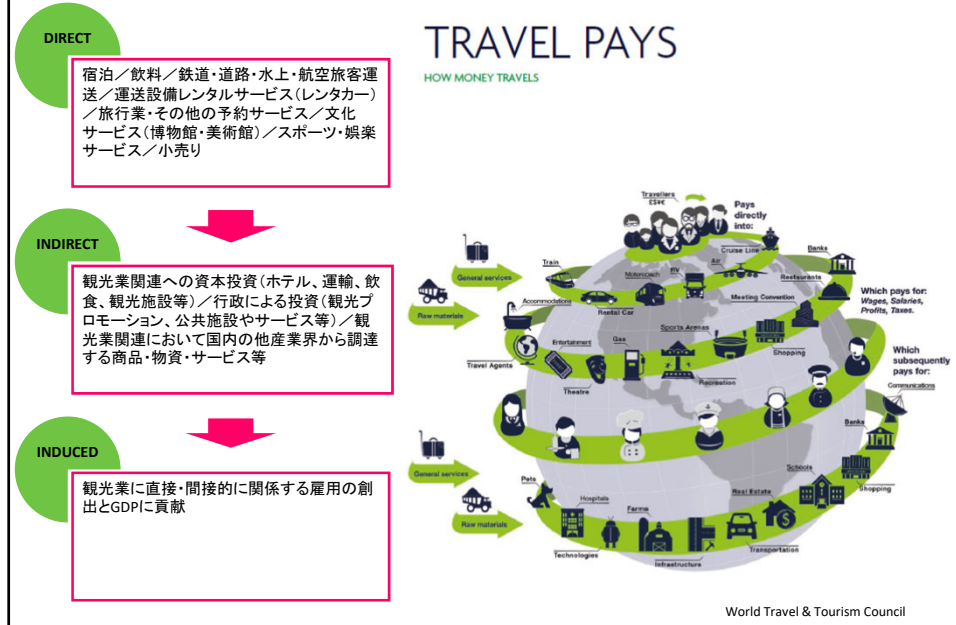 DIRECT
宿泊／飲料／鉄道・道路・水上・航空旅客運
送／運送設備レンタルサービス(レンタカー)
／旅行業・その他の予約サービス／文化
サービス(博物館・美術館)／スポーツ・娯楽
サービス／小売り
INDIRECT
観光業関連への資本投資(ホテル、運輸、飲
食、観光施設等)／行政による投資(観光プ
ロモーション、公共施設やサービス等)／観
光業関連において国内の他産業界から調達
する商品・物資・サービス等
INDUCED
観光業に直接・間接的に関係する雇用の創
出とGDPに貢献
TRAVEL PAYS
HOW MONEY TRAVELS
Travellers
£$¥€
Pays
directly
into:
Cruise Line
Air
RV
Motorcoach
Train
General services
Raw materials
Accommodations
Rental Car
Meeting Convention
Restaurants
Banks
Which pays for:
Wages, Salaries,
Profits, Taxes.
Sports Arenas
Gas
Entertainment
Travel Agents
Theatre
Recreation
Shopping
Which
subsequently
pays for:
Communications
Banks
Shopping
Schools
Real Estate
Transportation
Infrastructure
Farms
Hospitals
Technologies
Pets
General services
Raw materials
World Travel & Tourism Council